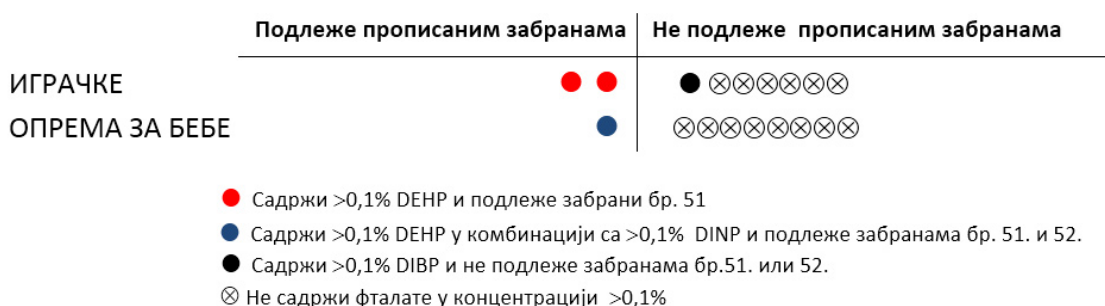 Подлеже прописаним забранама Не подлеже прописаним забранама
ИГРАЧКЕ
ОПРЕМА ЗА БЕБЕ
Садржи >0,1% DEHP и подлеже забрани бр. 51
Садржи >0,1% DEHP у комбинацији са >0,1% DINP и подлеже забранама бр. 51. и 52.
Садржи >0,1% DIBP и не подлеже забранама бр.51. или 52.
Не садржи фталате у концентрацији >0,1%